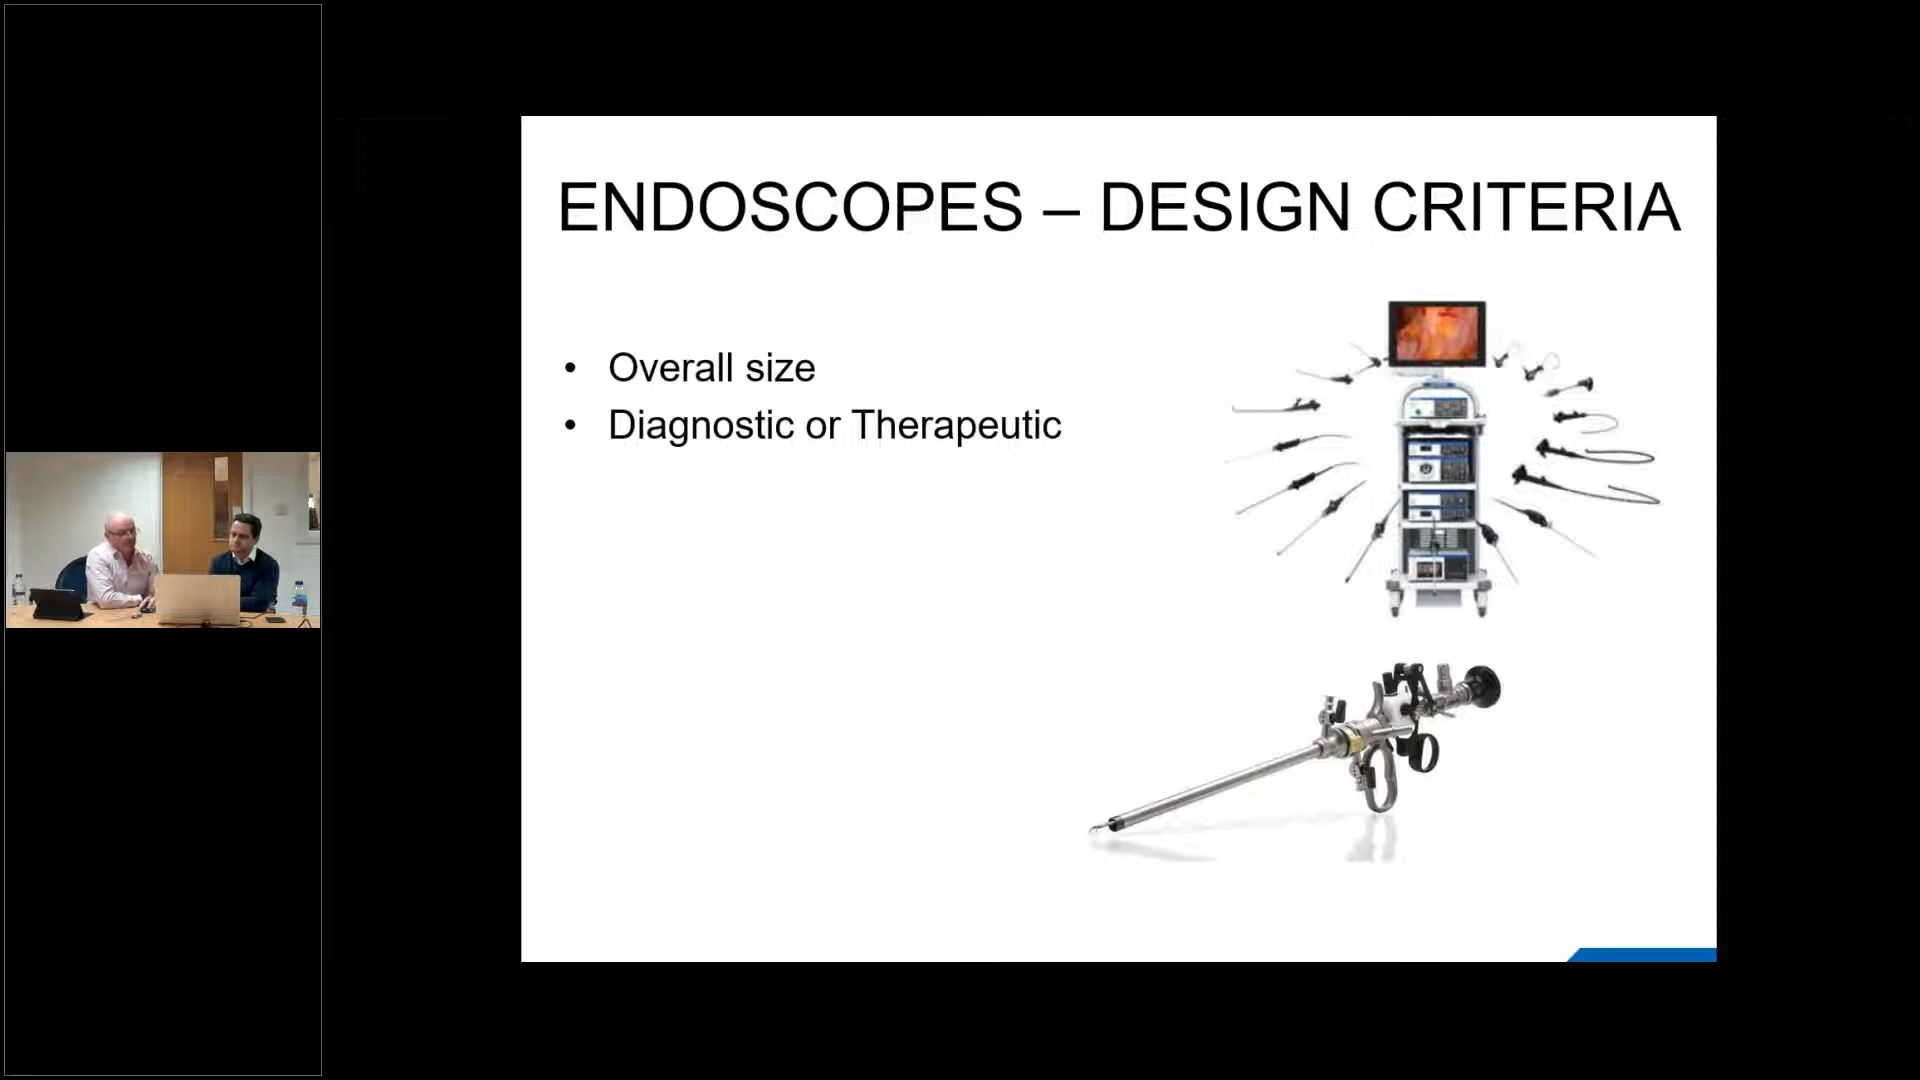 ENDOSCOPES – DESIGN CRITERIA
• Overall size
• Diagnostic or Therapeutic